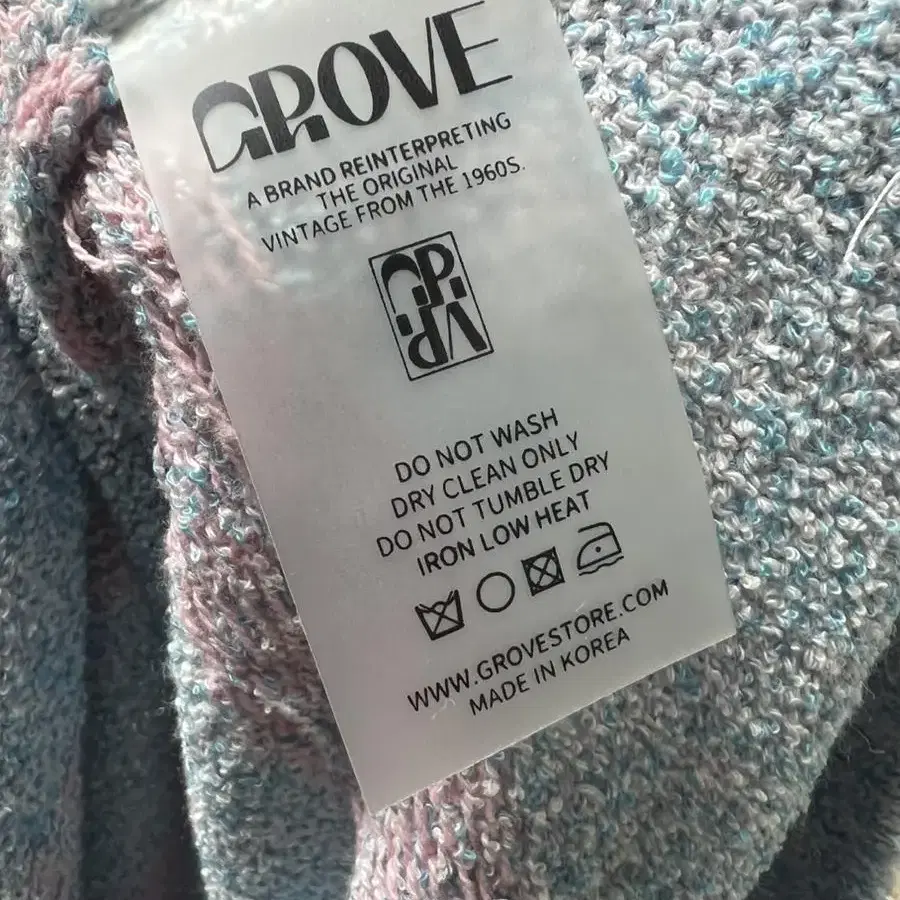 GROVE
A BRAND REINTERPRETING
THE ORIGINAL
VINTAGE FROM THE 1960S.
DO NOT WASH
DRY CLEAN ONLY
DO NOT TUMBLE DRY
IRON LOW HEAT
WWW.GROVESTORE.COM
MADE IN KOREA